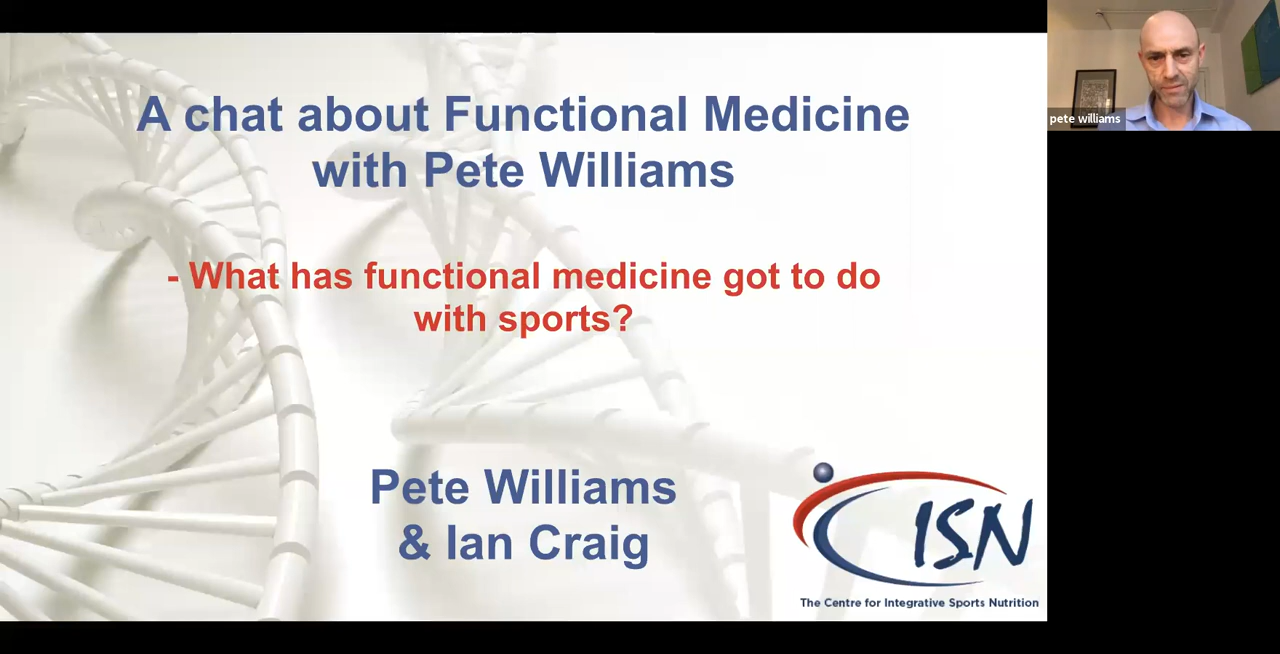 A chat about Functional Medicine
with Pete Williams
- What has functional medicine got to do
with sports?
Pete Williams
& Ian Craig
CISN
The Centre for Integrative Sports Nutrition
pete williams